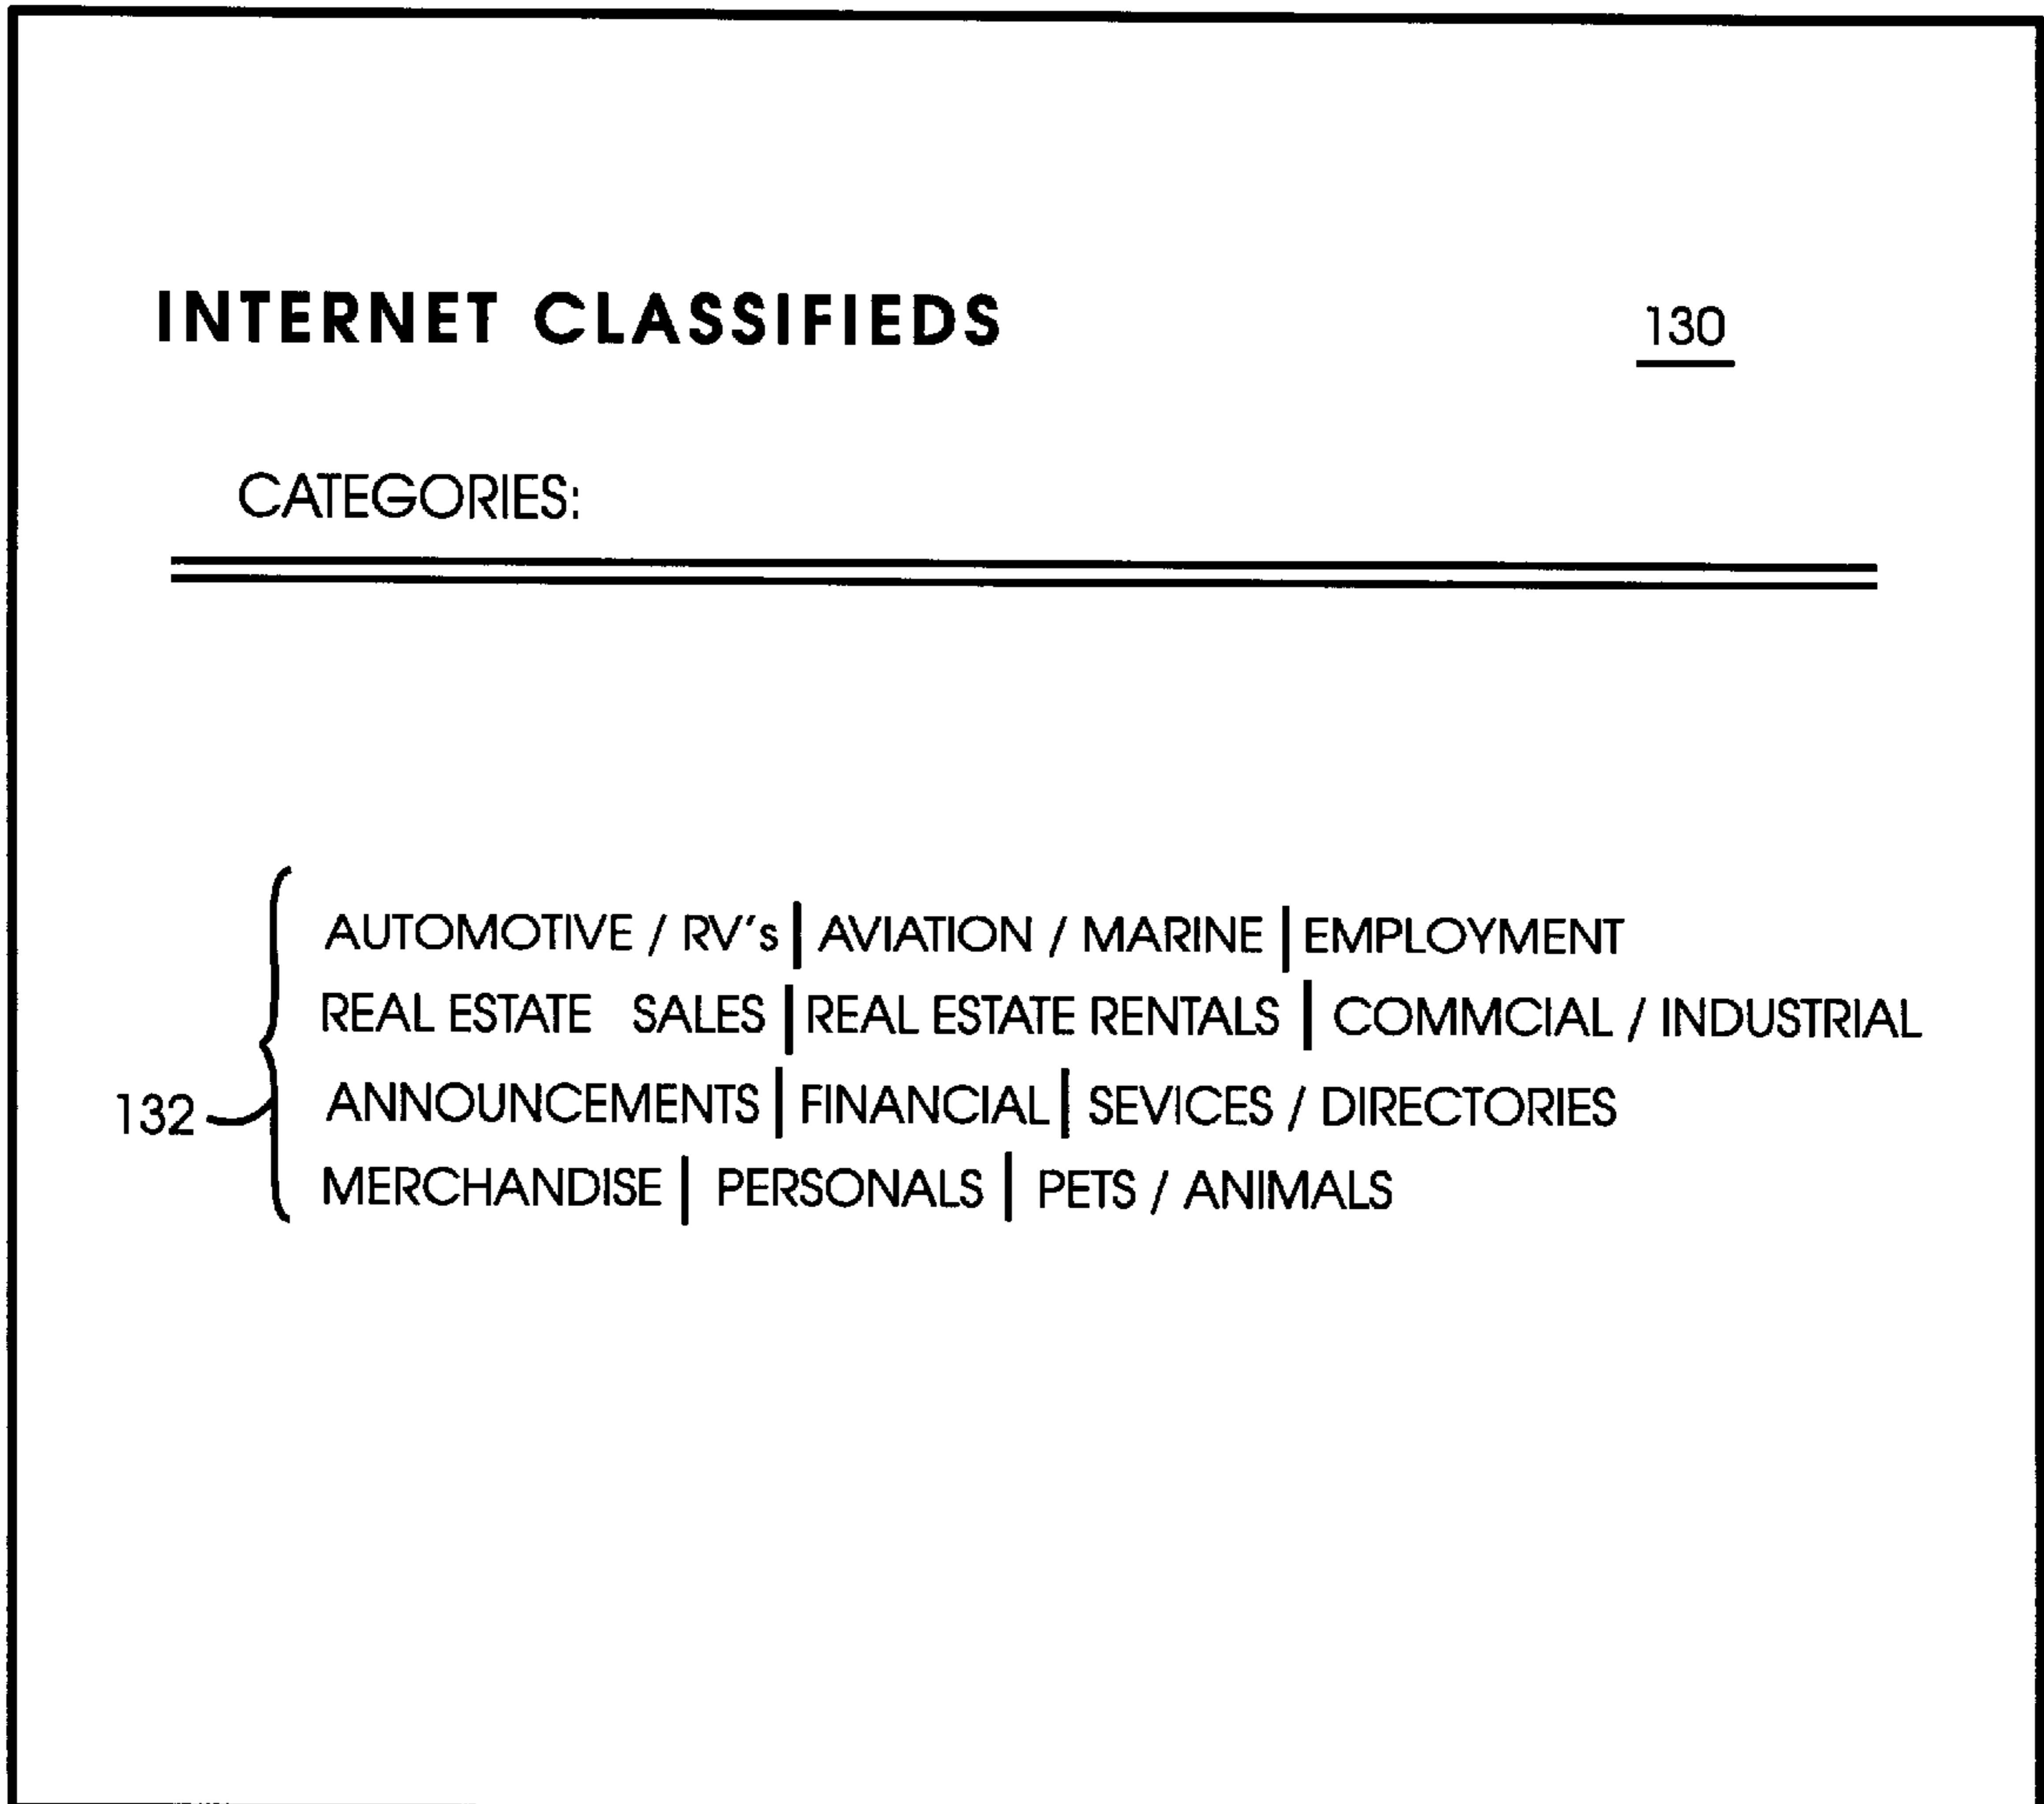 INTERNET CLASSIFIEDS 130
CATEGORIES:
AUTOMOTIVE / RV's | AVIATION / MARINE | EMPLOYMENT
REAL ESTATE SALES | REAL ESTATE RENTALS | COMMCIAL / INDUSTRIAL
132 ANNOUNCEMENTS | FINANCIAL | SEVICES / DIRECTORIES
MERCHANDISE | PERSONALS | PETS / ANIMALS